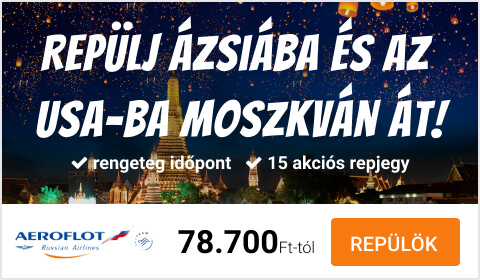 REPÜLJ ÁZSIÁBA ÉS AZ
USA-BA MOSZKVÁN ÁT!
rengeteg időpont 15 akciós repjegy
AEROFLOT
Russian Airlines
78.700Ft-tól
REPÜLÖK